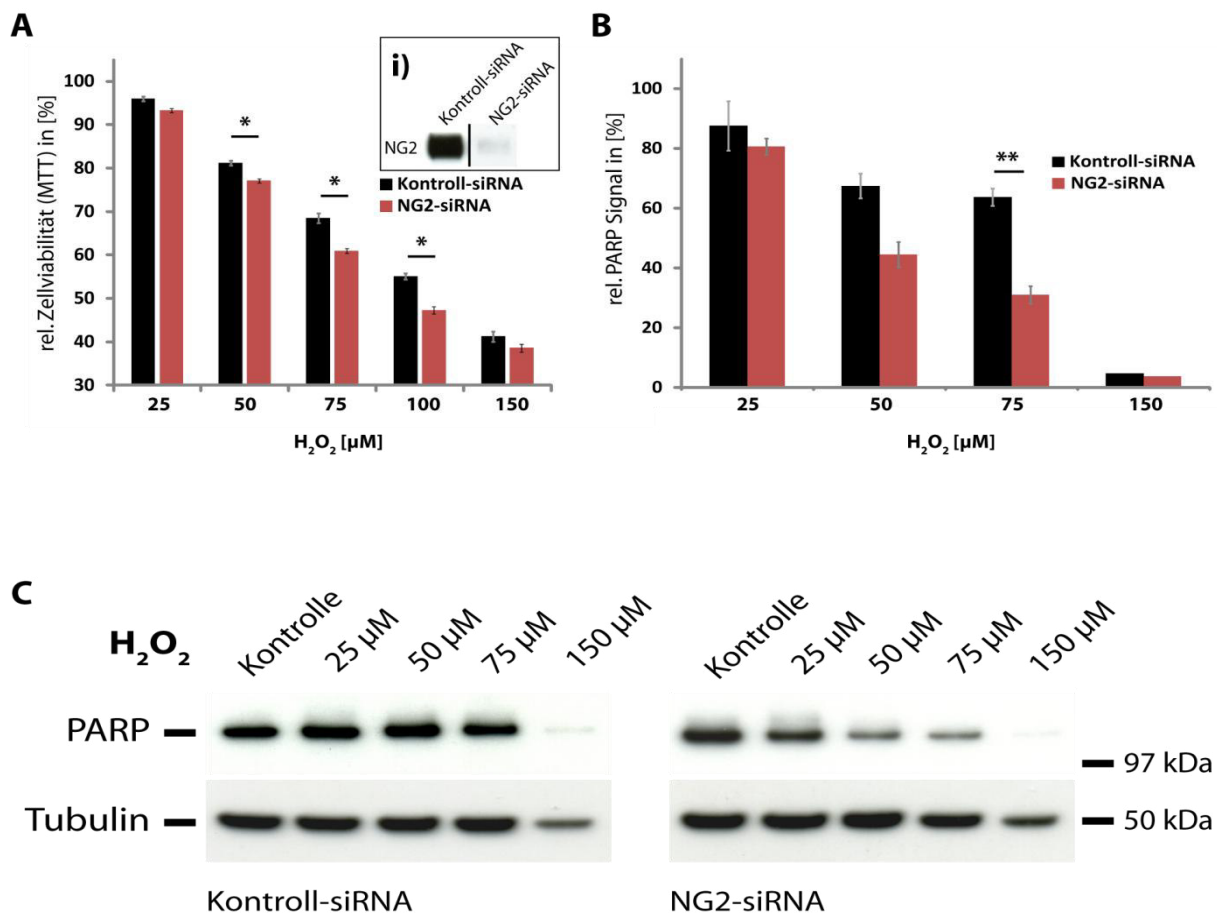 A
rel. Zellviabilität (MTT) in [%]
100
90
80
70
60
50
40
30
*
*
*
i)
Kontroll-siRNA
NG2-siRNA
NG2
Kontroll-siRNA
NG2-siRNA
25 50 75 100 150
H₂O₂ [µM]
B
rel. PARP Signal in [%]
100
80
60
40
20
0
**
Kontroll-siRNA
NG2-siRNA
25 50 75 150
H₂O₂ [µM]
C
H₂O₂
Kontrolle 25 µM 50 µM 75 µM 150 µM
Kontrolle 25 µM 50 µM 75 µM 150 µM
PARP
97 kDa
Tubulin
50 kDa
Kontroll-siRNA
NG2-siRNA